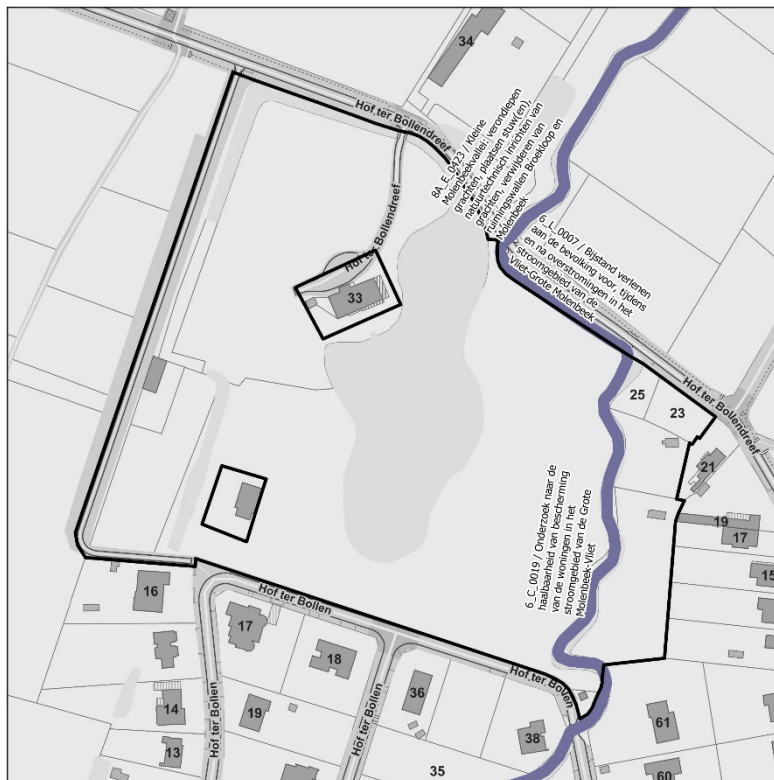 34
Hof ter Bollendreef
8A_E_0423 / Kleine
Molenbeekvallei: verondiepen
grachten, plaatsen stuw(en),
natuurtechnisch inrichten van
grachten, verwijderen van
ruimingswallen Broekloop en
Molenbeek
Hof ter Bollendreef
6_L_0007 / Bijstand verlenen
aan de bevolking voor, tijdens
en na overstromingen in het
stroomgebied van de
Vliet-Grote Molenbeek
33
Hof ter Bollendreef
25
23
21
19
17
15
6_C_0019 / Onderzoek naar de
haalbaarheid van bescherming
van de woningen in het
stroomgebied van de Grote
Molenbeek-Vliet
16
Hof ter Bollen
17
18
Hof ter Bollen
14
19
36
Hof ter Bollen
Hof ter Bollen
38
61
13
35
60